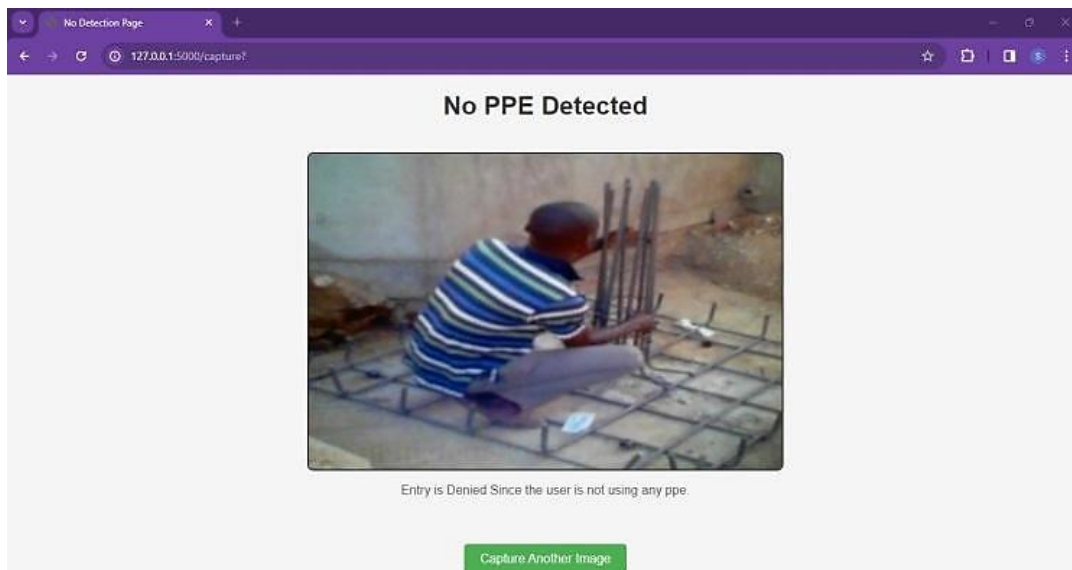 No Detection Page
127.0.0.1:5000/capture?
S
No PPE Detected
Entry is Denied Since the user is not using any ppe.
Capture Another Image